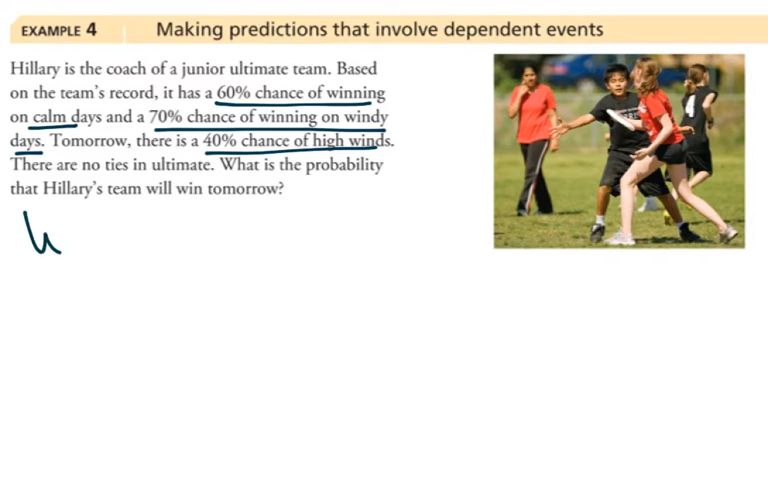 EXAMPLE 4 Making predictions that involve dependent events
Hillary is the coach of a junior ultimate team. Based
on the team's record, it has a 60% chance of winning
on calm days and a 70% chance of winning on windy
days. Tomorrow, there is a 40% chance of high winds.
There are no ties in ultimate. What is the probability
that Hillary's team will win tomorrow?
4